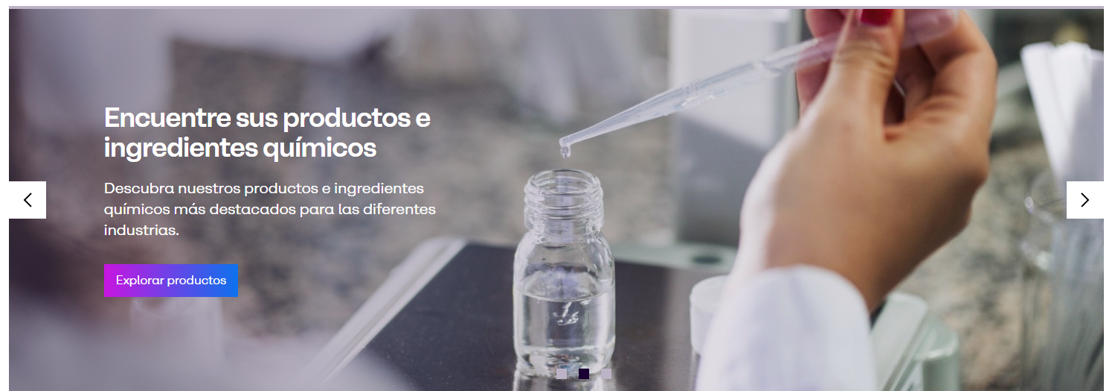 Encuentre sus productos e
ingredientes químicos
Descubra nuestros productos e ingredientes
químicos más destacados para las diferentes
industrias.
Explorar productos